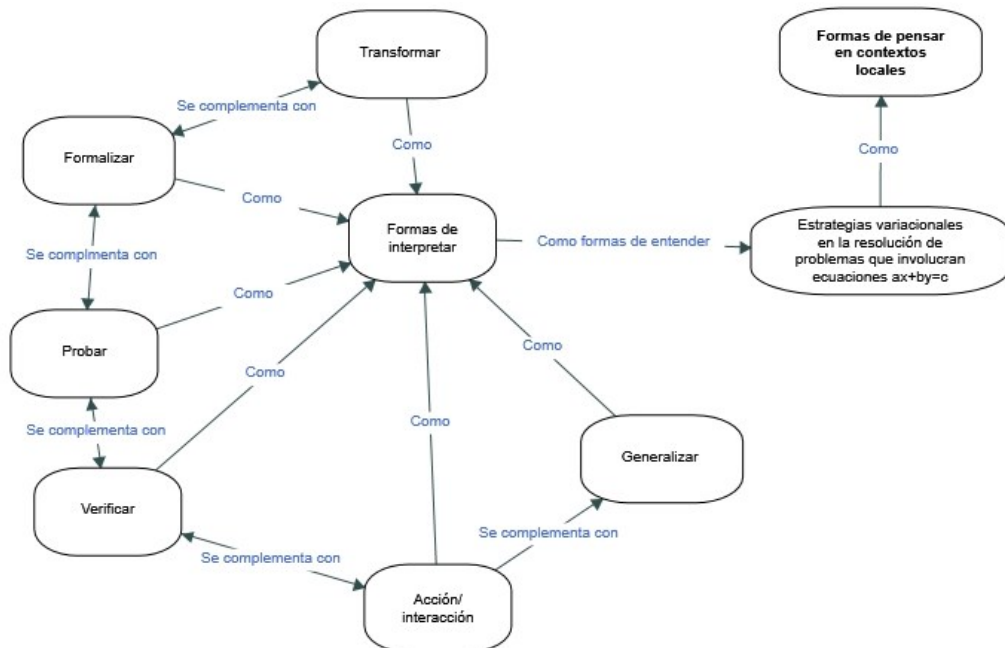 Transformar
Formas de pensar
en contextos
locales
Se complementa con
Como
Como
Formalizar
Como
Formas de
interpretar
Como formas de entender
Estrategias variacionales
en la resolución de
problemas que involucran
ecuaciones ax+by=c
Se complmenta con
Como
Probar
Como
Como
Como
Se complementa con
Generalizar
Verificar
Se complementa con
Se complementa con
Acción/
interacción